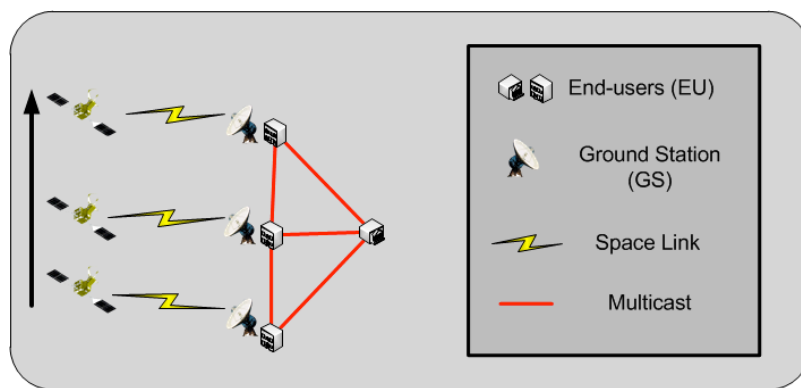 End-users (EU)
Ground Station
(GS)
Space Link
Multicast